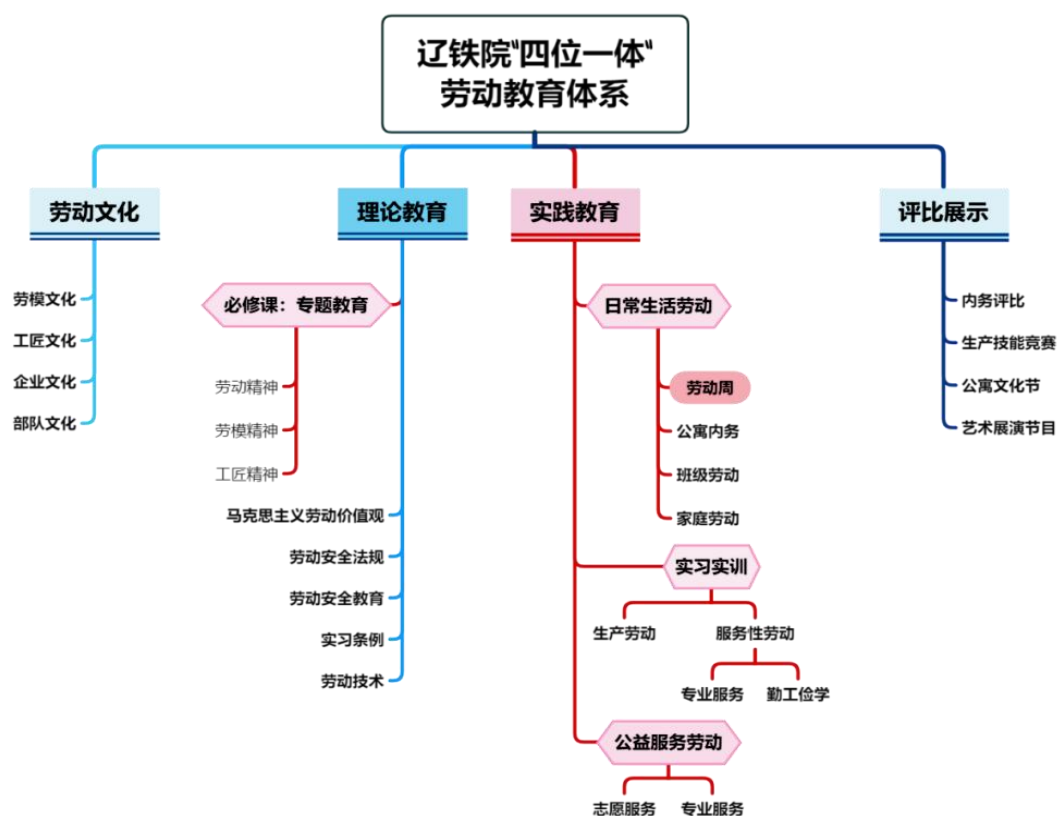 辽铁院“四位一体“
劳动教育体系
劳动文化
劳模文化
工匠文化
企业文化
部队文化
理论教育
必修课：专题教育
劳动精神
劳模精神
工匠精神
马克思主义劳动价值观
劳动安全法规
劳动安全教育
实习条例
劳动技术
实践教育
日常生活劳动
劳动周
公寓内务
班级劳动
家庭劳动
实习实训
生产劳动
服务性劳动
专业服务
勤工俭学
公益服务劳动
志愿服务
专业服务
评比展示
内务评比
生产技能竞赛
公寓文化节
艺术展演节目